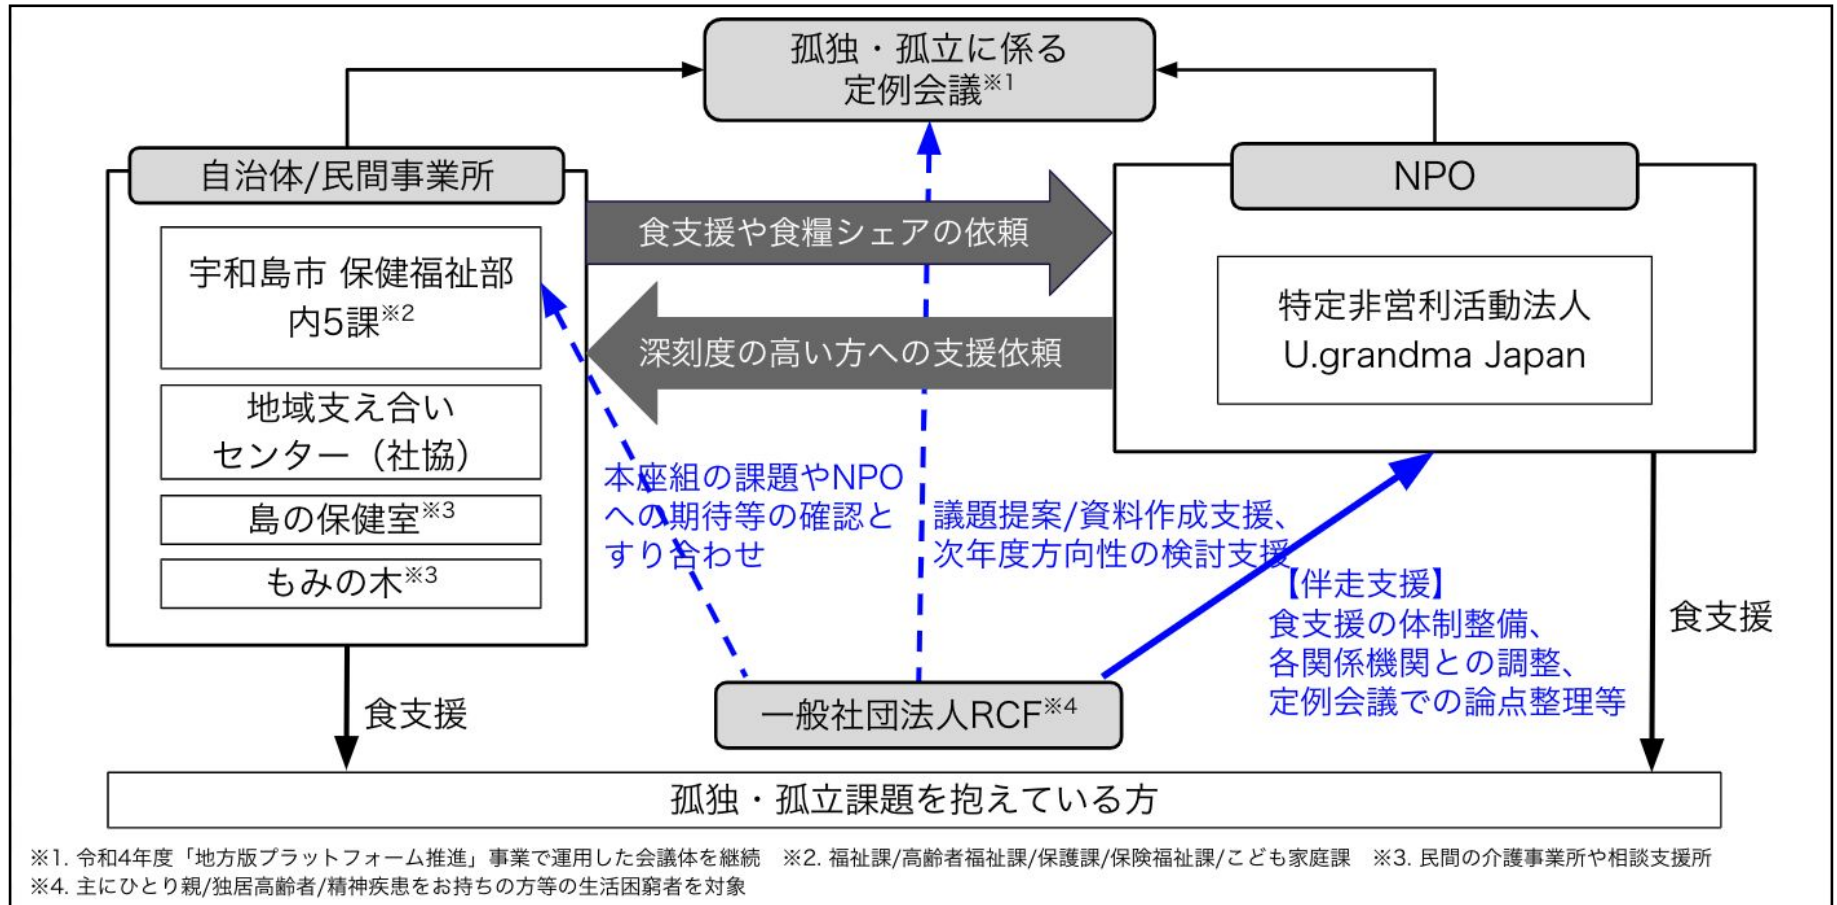 孤独・孤立に係る
定例会議※1
自治体/民間事業所
NPO
食支援や食糧シェアの依頼
宇和島市 保健福祉部
内5課※2
特定非営利活動法人
U.grandma Japan
深刻度の高い方への支援依頼
地域支え合い
センター（社協）
島の保健室※3
もみの木※3
本座組の課題やNPO
への期待等の確認と
すり合わせ
議題提案/資料作成支援、
次年度方向性の検討支援
【伴走支援】
食支援の体制整備、
各関係機関との調整、
定例会議での論点整理等
食支援
食支援
一般社団法人RCF※4
孤独・孤立課題を抱えている方
※1. 令和4年度「地方版プラットフォーム推進」事業で運用した会議体を継続　※2. 福祉課/高齢者福祉課/保護課/保険福祉課/こども家庭課　※3. 民間の介護事業所や相談支援所
※4. 主にひとり親/独居高齢者/精神疾患をお持ちの方等の生活困窮者を対象